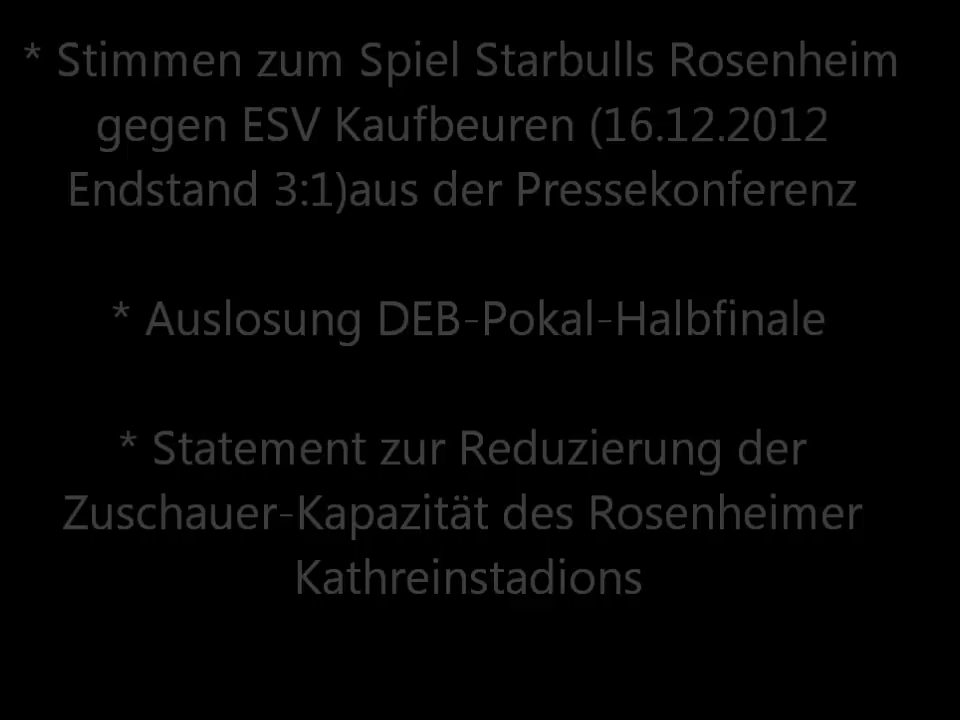 * Stimmen zum Spiel Starbulls Rosenheim
gegen ESV Kaufbeuren (16.12.2012
Endstand 3:1)aus der Pressekonferenz
* Auslosung DEB-Pokal-Halbfinale
* Statement zur Reduzierung der
Zuschauer-Kapazität des Rosenheimer
Kathreinstadions